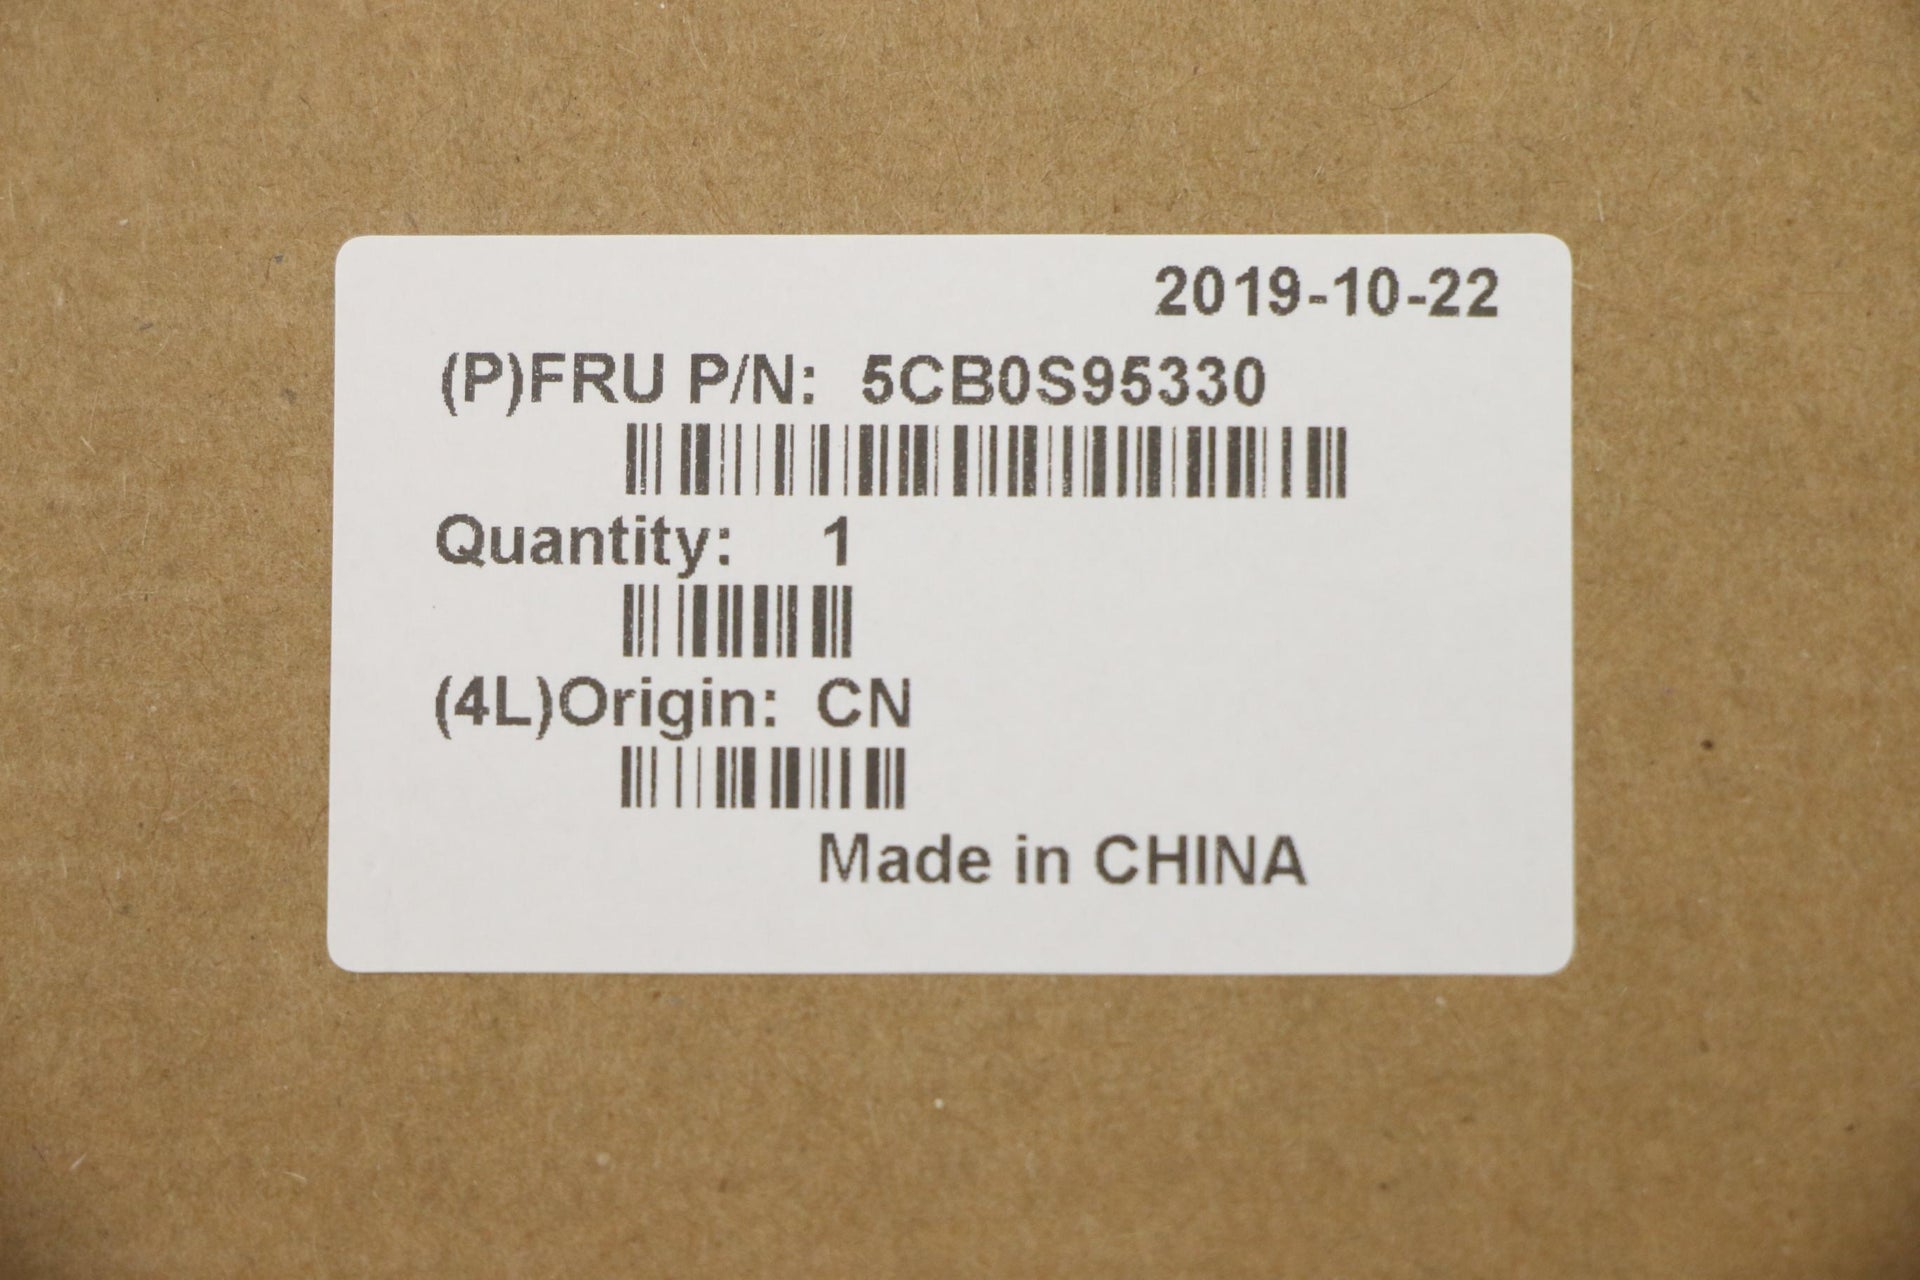 2019-10-22
(P)FRU P/N: 5CB0S95330
Quantity: 1
(4L)Origin: CN
Made in CHINA